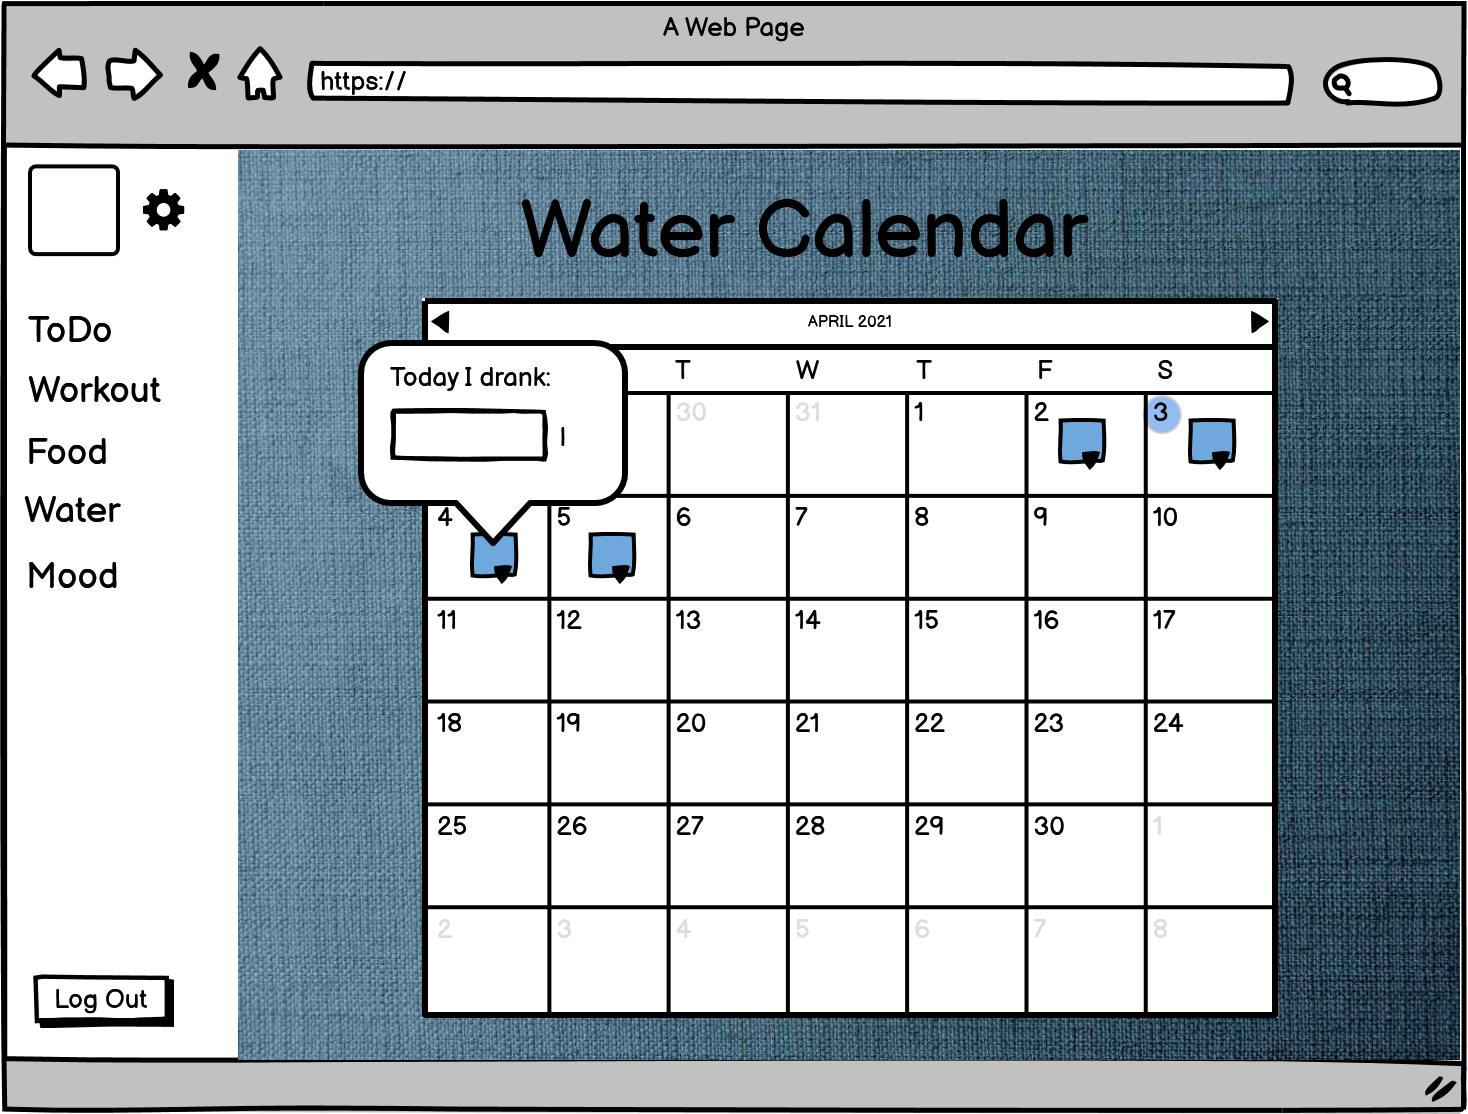 A Web Page
https://
ToDo
Workout
Food
Water
Mood
Log Out
Water Calendar
APRIL 2021
Today I drank:
l
T W T F S
30 31 1 2 3
4 5 6 7 8 9 10
11 12 13 14 15 16 17
18 19 20 21 22 23 24
25 26 27 28 29 30 1
2 3 4 5 6 7 8